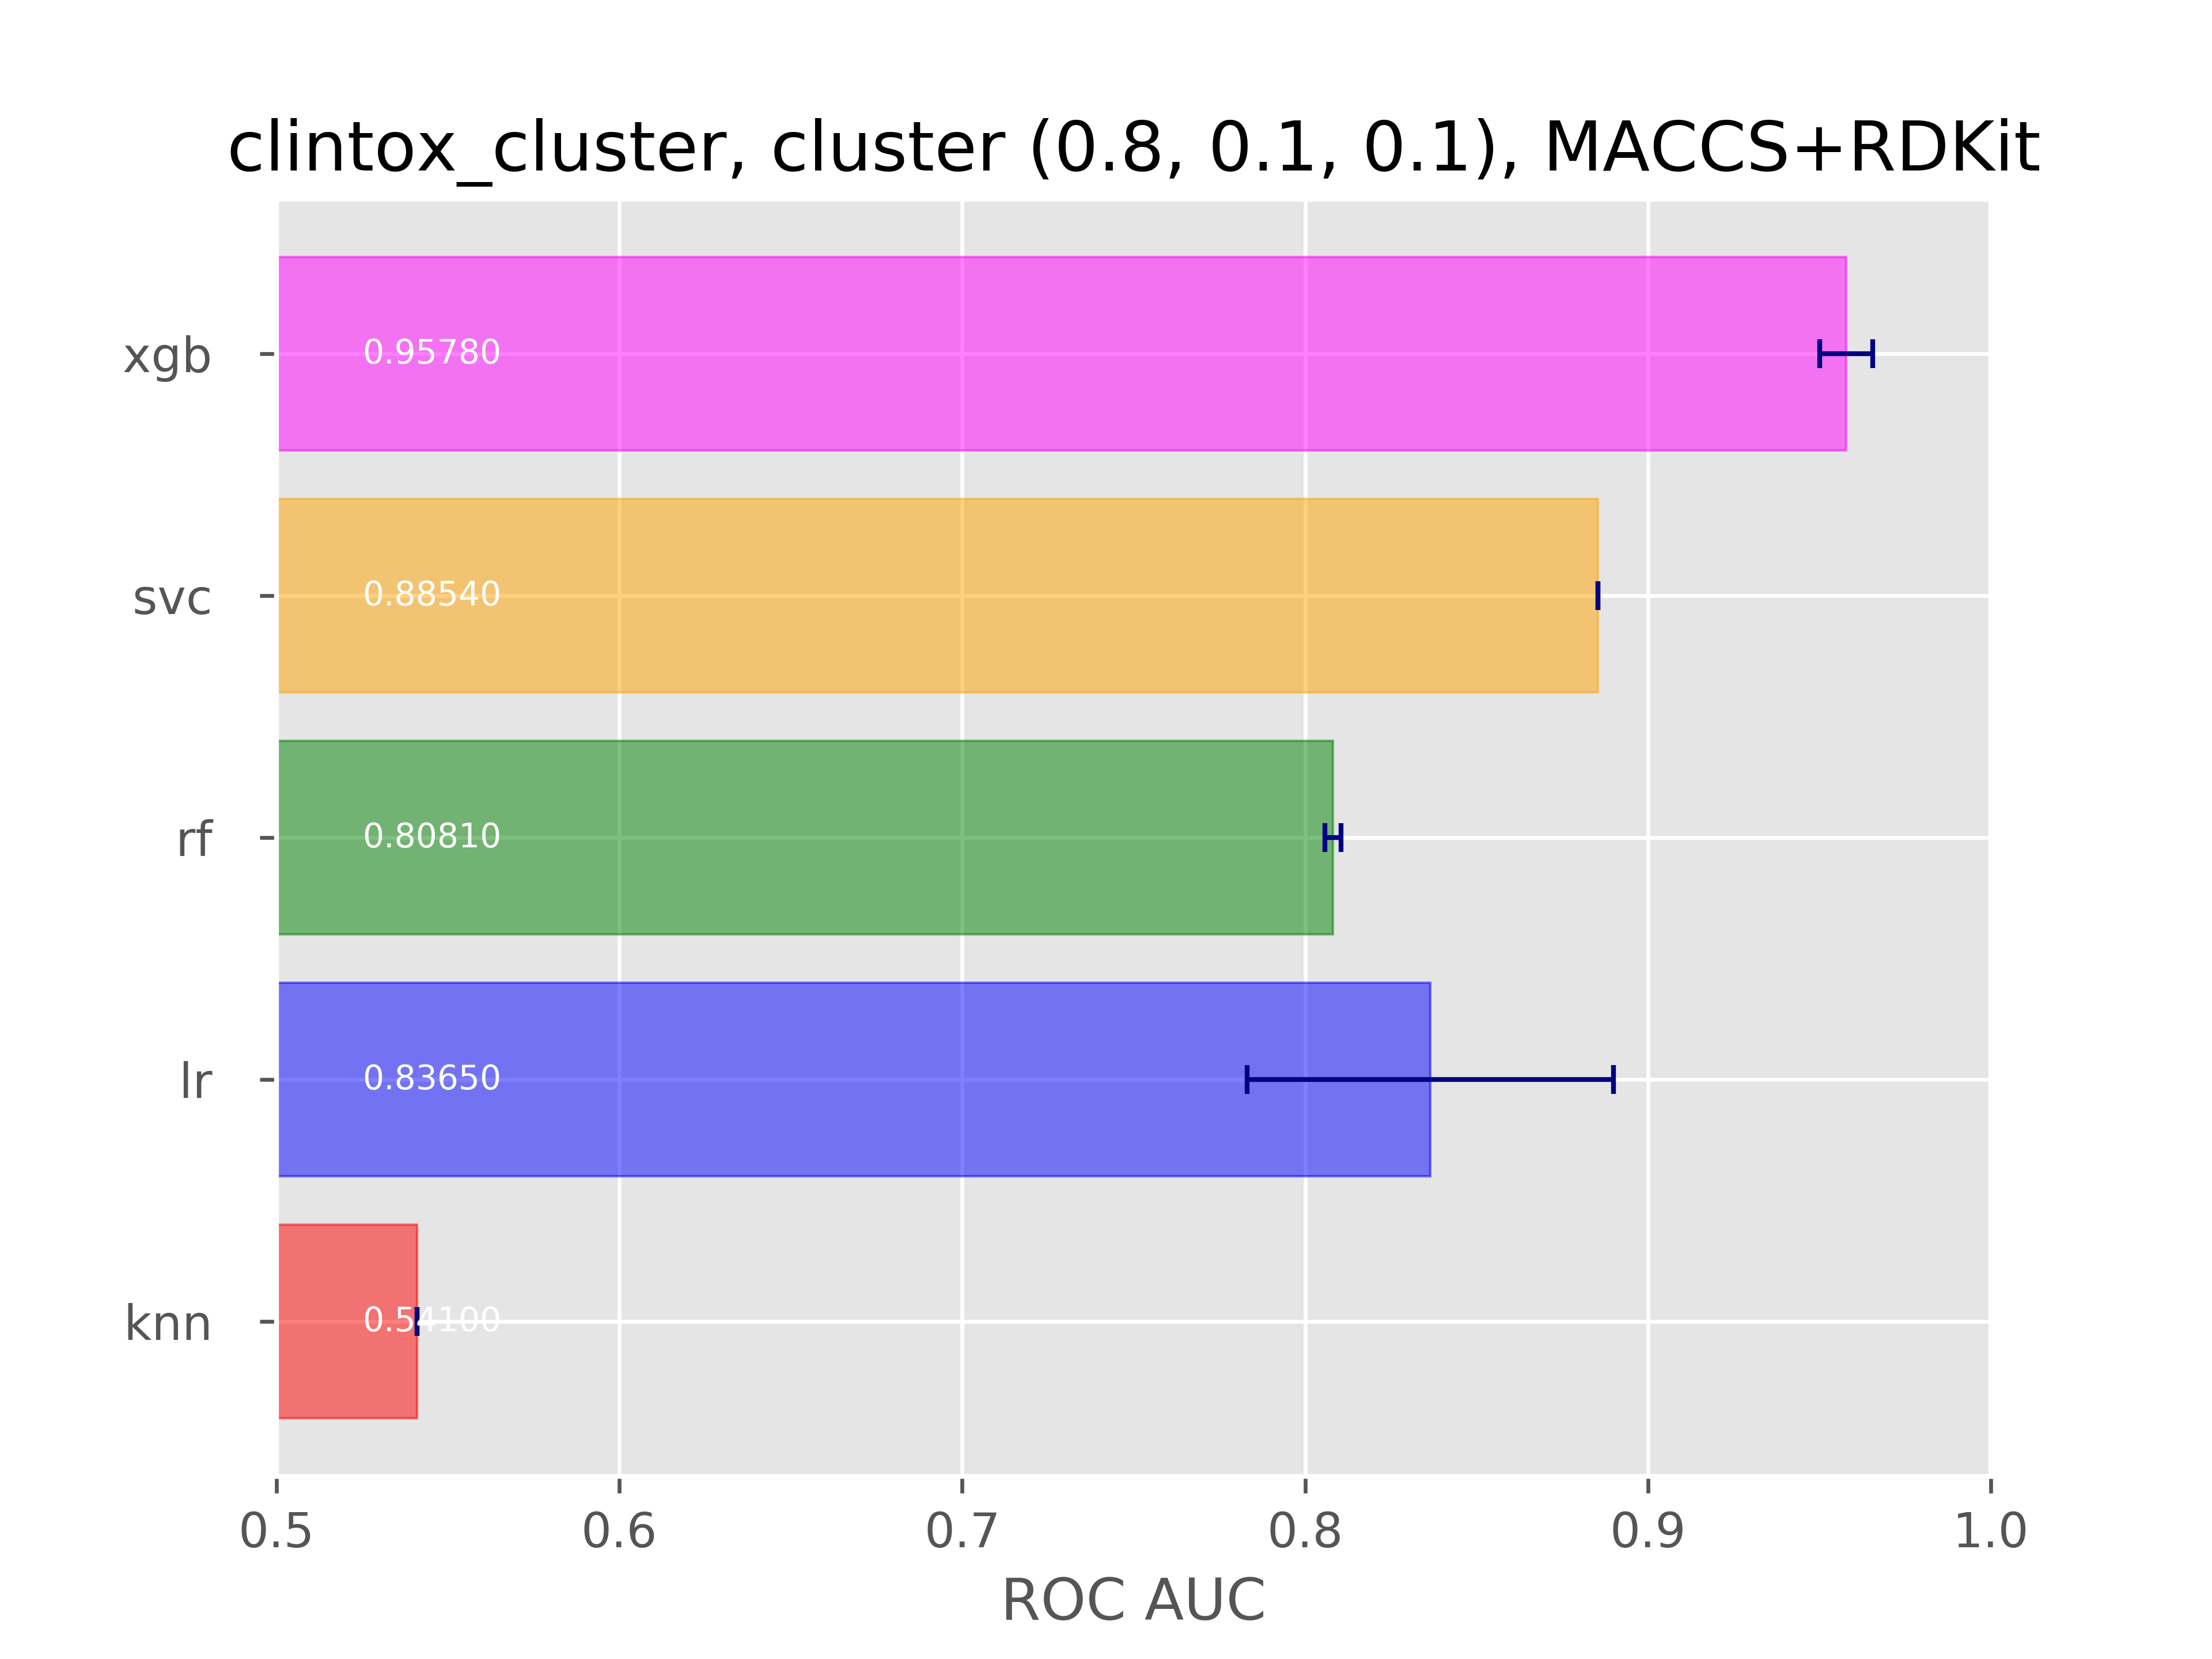 clintox_cluster, cluster (0.8, 0.1, 0.1), MACCS+RDKit
xgb 0.95780
svc 0.88540
rf 0.80810
lr 0.83650
knn 0.54100
0.5 0.6 0.7 0.8 0.9 1.0
ROC AUC